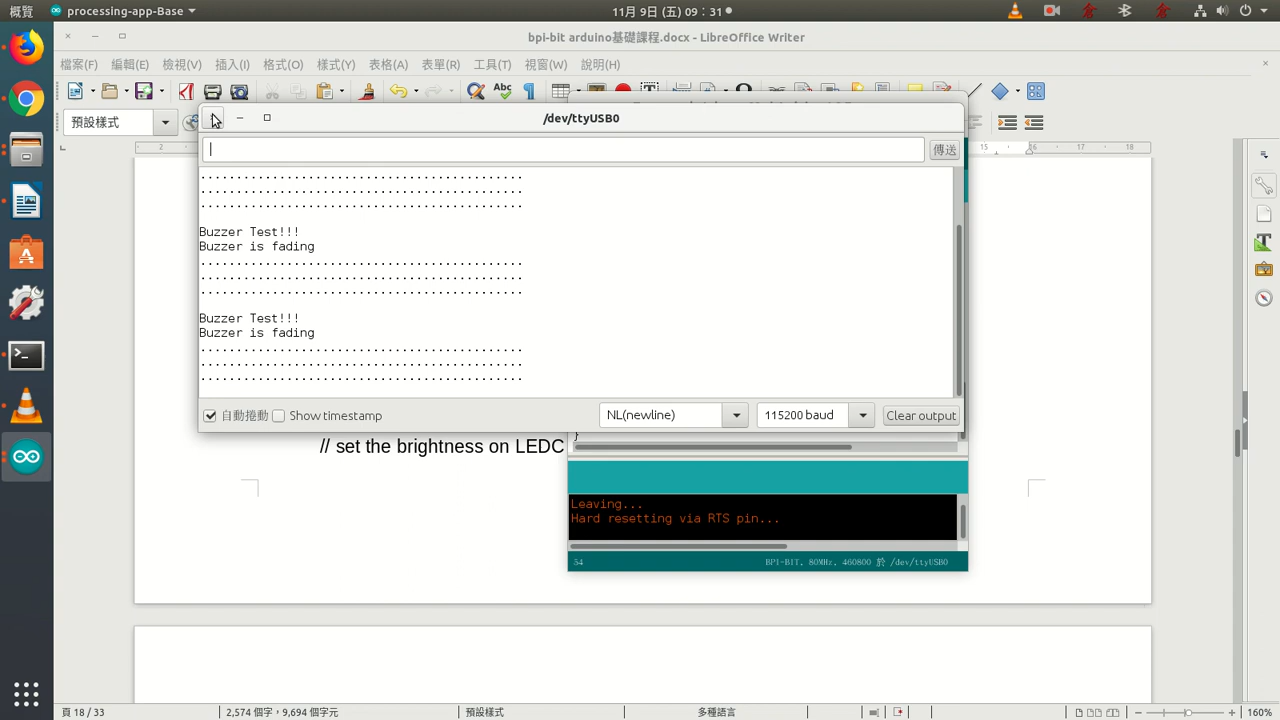 概覽
processing-app-Base
11月 9日 (五) 09：31
bpi-bit arduino基礎課程.docx - LibreOffice Writer
檔案(F) 編輯(E) 檢視(V) 插入(I) 格式(O) 樣式(Y) 表格(A) 表單(R) 工具(T) 視窗(W) 說明(H)
預設樣式
/dev/ttyUSB0
傳送
2
15 16 17 18
.............................................
.............................................
.............................................
Buzzer Test!!!
Buzzer is fading
.............................................
.............................................
.............................................
Buzzer Test!!!
Buzzer is fading
.............................................
.............................................
.............................................
自動捲動 Show timestamp NL(newline) 115200 baud Clear output
}
// set the brightness on LEDC
Leaving...
Hard resetting via RTS pin...
54 BPI-BIT, 80MHz, 460800 於 /dev/ttyUSB0
頁 18 / 33 2,574 個字，9,694 個字元 預設樣式 多種語言 160%